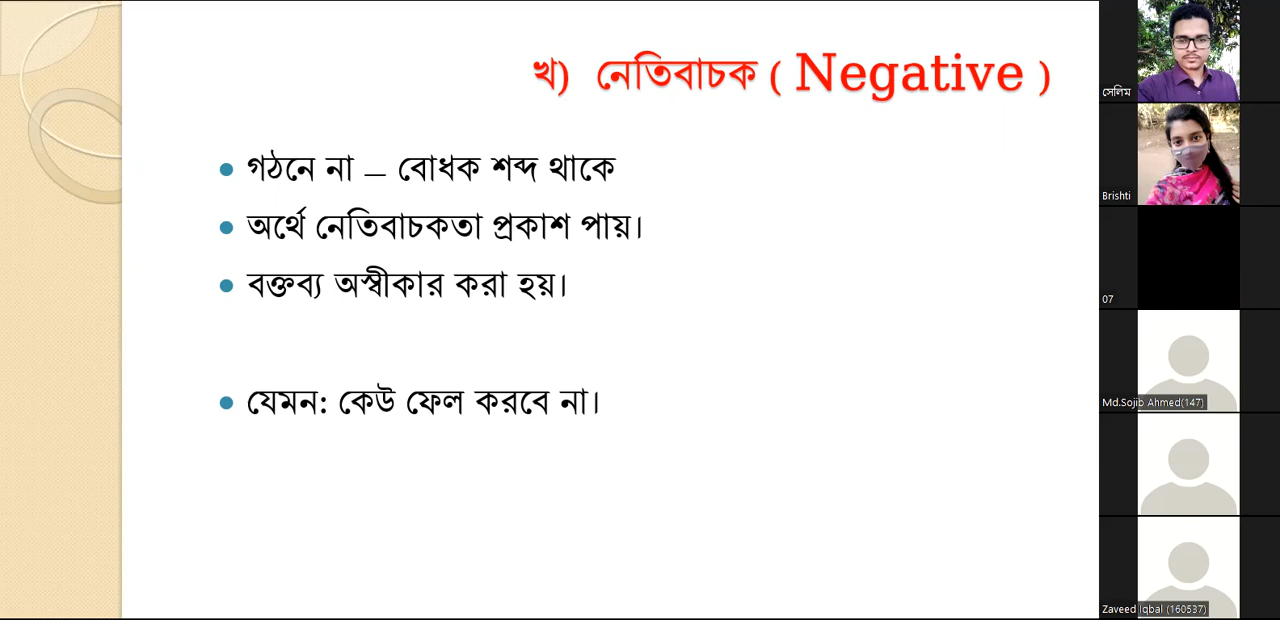 খ) নেতিবাচক ( Negative )
গঠনে না – বোধক শব্দ থাকে
অর্থে নেতিবাচকতা প্রকাশ পায়।
বক্তব্য অস্বীকার করা হয়।
যেমন: কেউ ফেল করবে না।
সেলিম
Brishti
07
Md.Sojib Ahmed(147)
Zaveed Iqbal (160537)